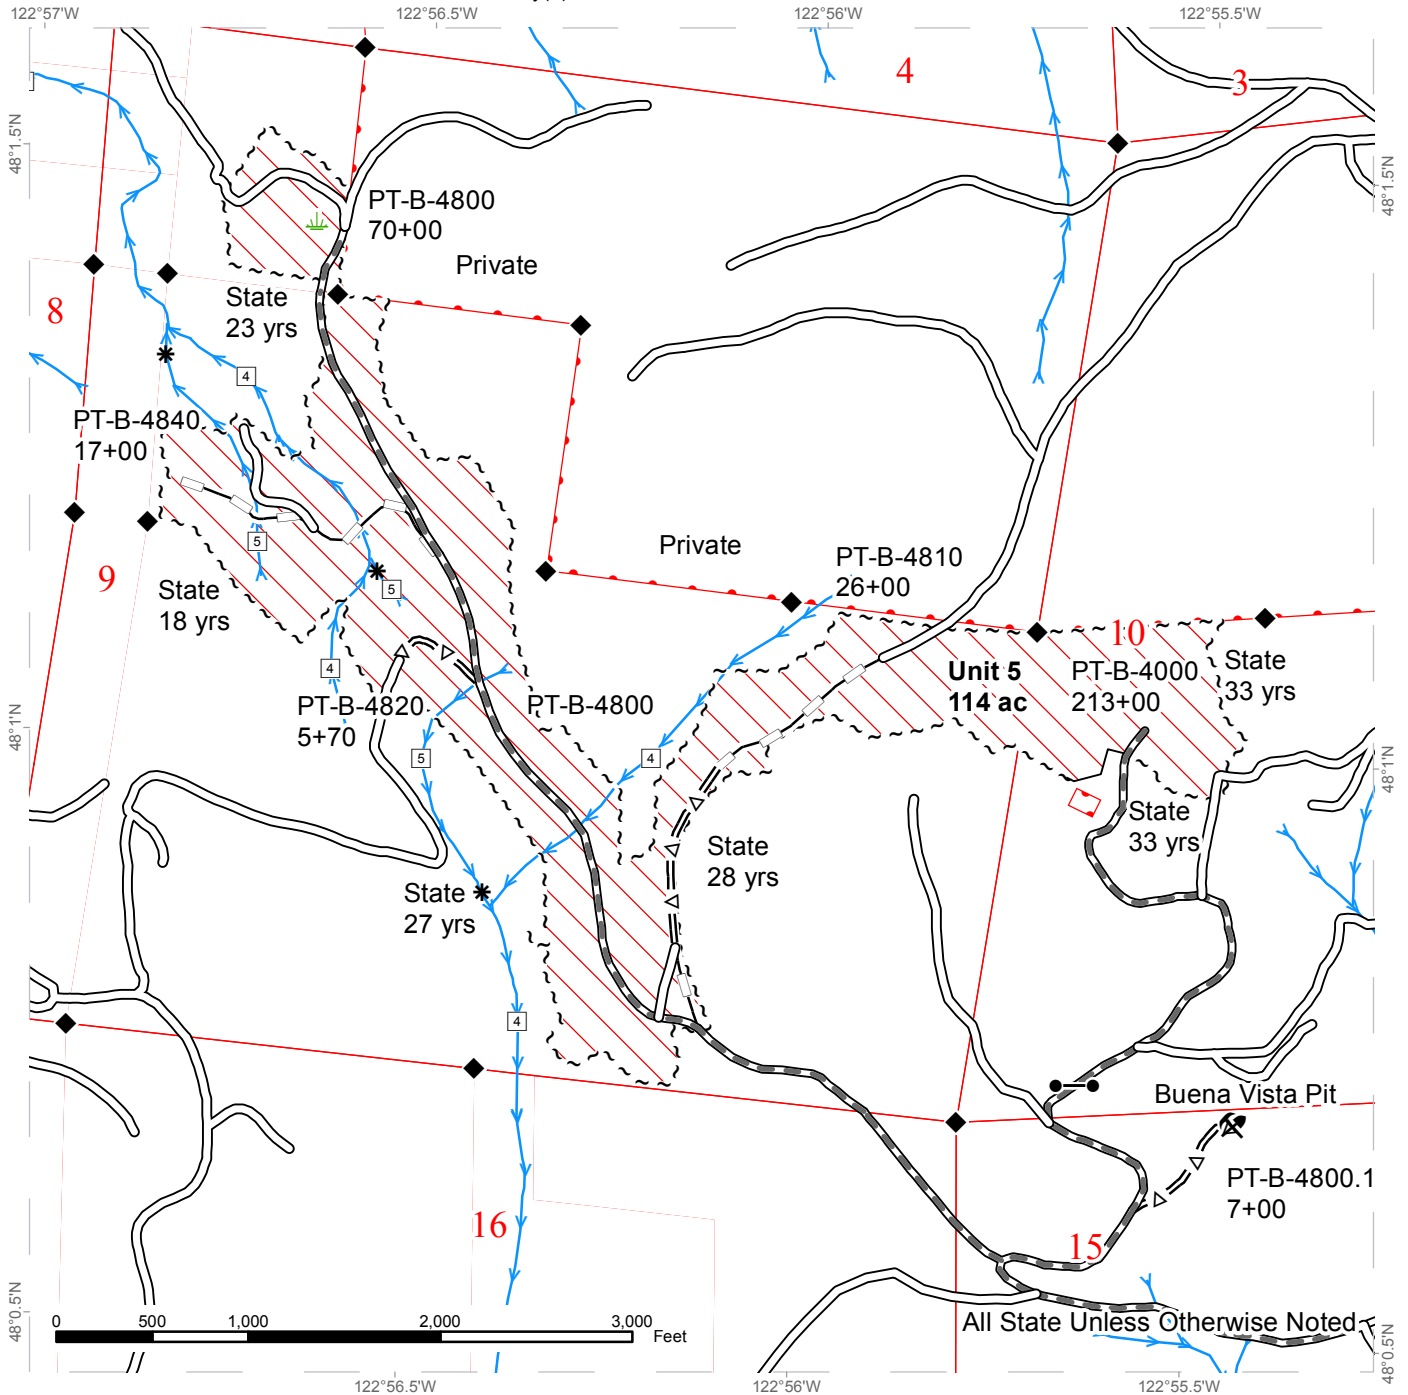 122°57'W
122°56.5'W
122°56'W
122°55.5'W
4
3
48°1.5'N
48°1.5'N
PT-B-4800
70+00
Private
State
23 yrs
8
4
PT-B-4840
17+00
5
Private
PT-B-4810
26+00
9
State
18 yrs
5
10
4
Unit 5
114 ac
PT-B-4000
213+00
State
33 yrs
PT-B-4820
5+70
PT-B-4800
48°1'N
48°1'N
5
4
State
33 yrs
State
28 yrs
State
27 yrs
4
Buena Vista Pit
PT-B-4800.1
7+00
16
15
48°0.5'N
48°0.5'N
0 500 1,000 2,000 3,000
Feet
All State Unless Otherwise Noted
122°56.5'W
122°56'W
122°55.5'W